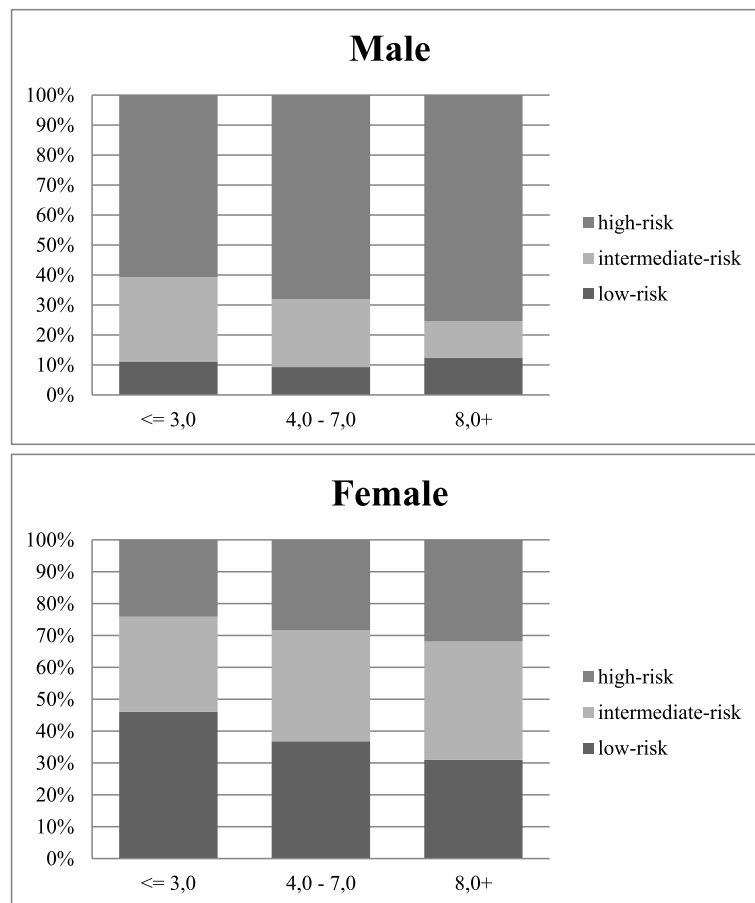 Male
100%
90%
80%
70%
60%
50%
40%
30%
20%
10%
0%
<= 3,0 4,0 - 7,0 8,0+
high-risk
intermediate-risk
low-risk
Female
100%
90%
80%
70%
60%
50%
40%
30%
20%
10%
0%
<= 3,0 4,0 - 7,0 8,0+
high-risk
intermediate-risk
low-risk